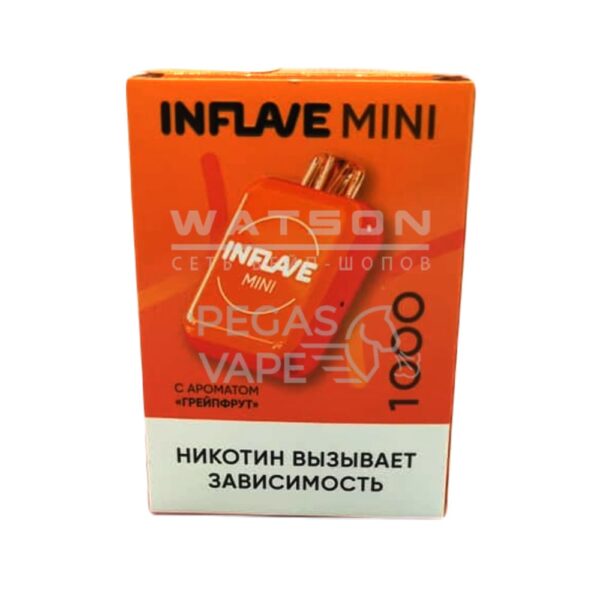 INFLAVE MINI
WATSON
СЕТЬ ВЕЙП-ШОПОВ
INFLAVE
MINI
PEGAS
VAPE
1000
С АРОМАТОМ
«ГРЕЙПФРУТ»
НИКОТИН ВЫЗЫВАЕТ
ЗАВИСИМОСТЬ